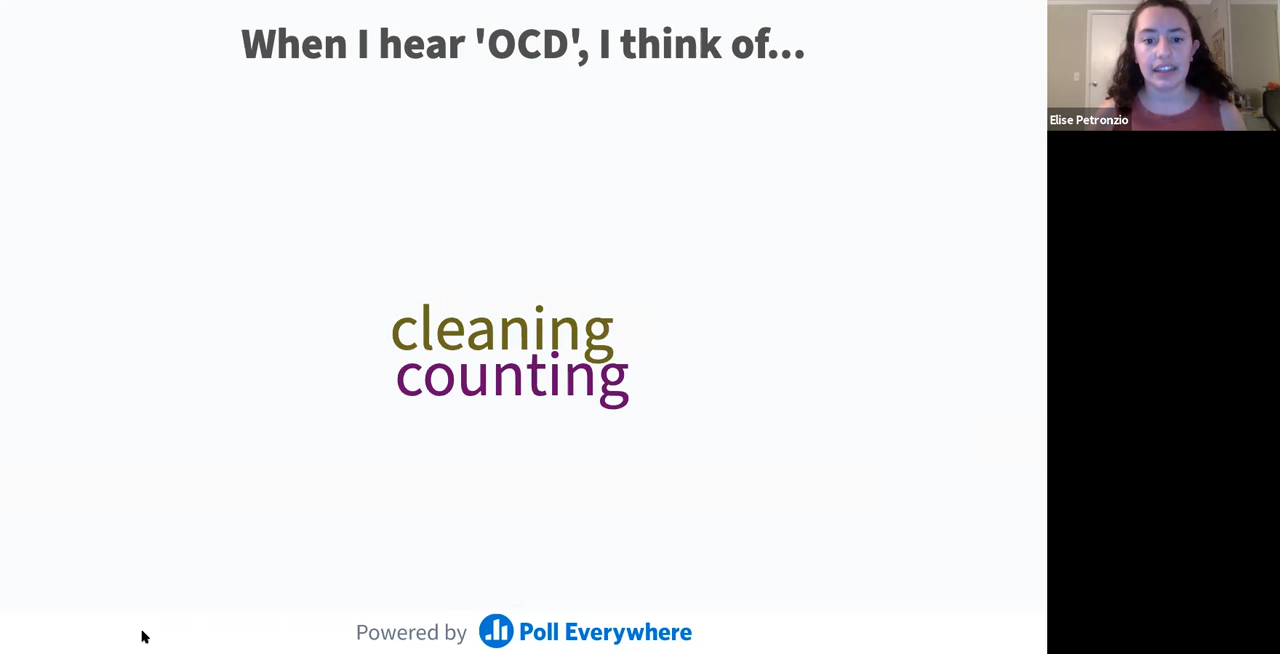 When I hear 'OCD', I think of...
Elise Petronzio
cleaning
counting
Powered by Poll Everywhere